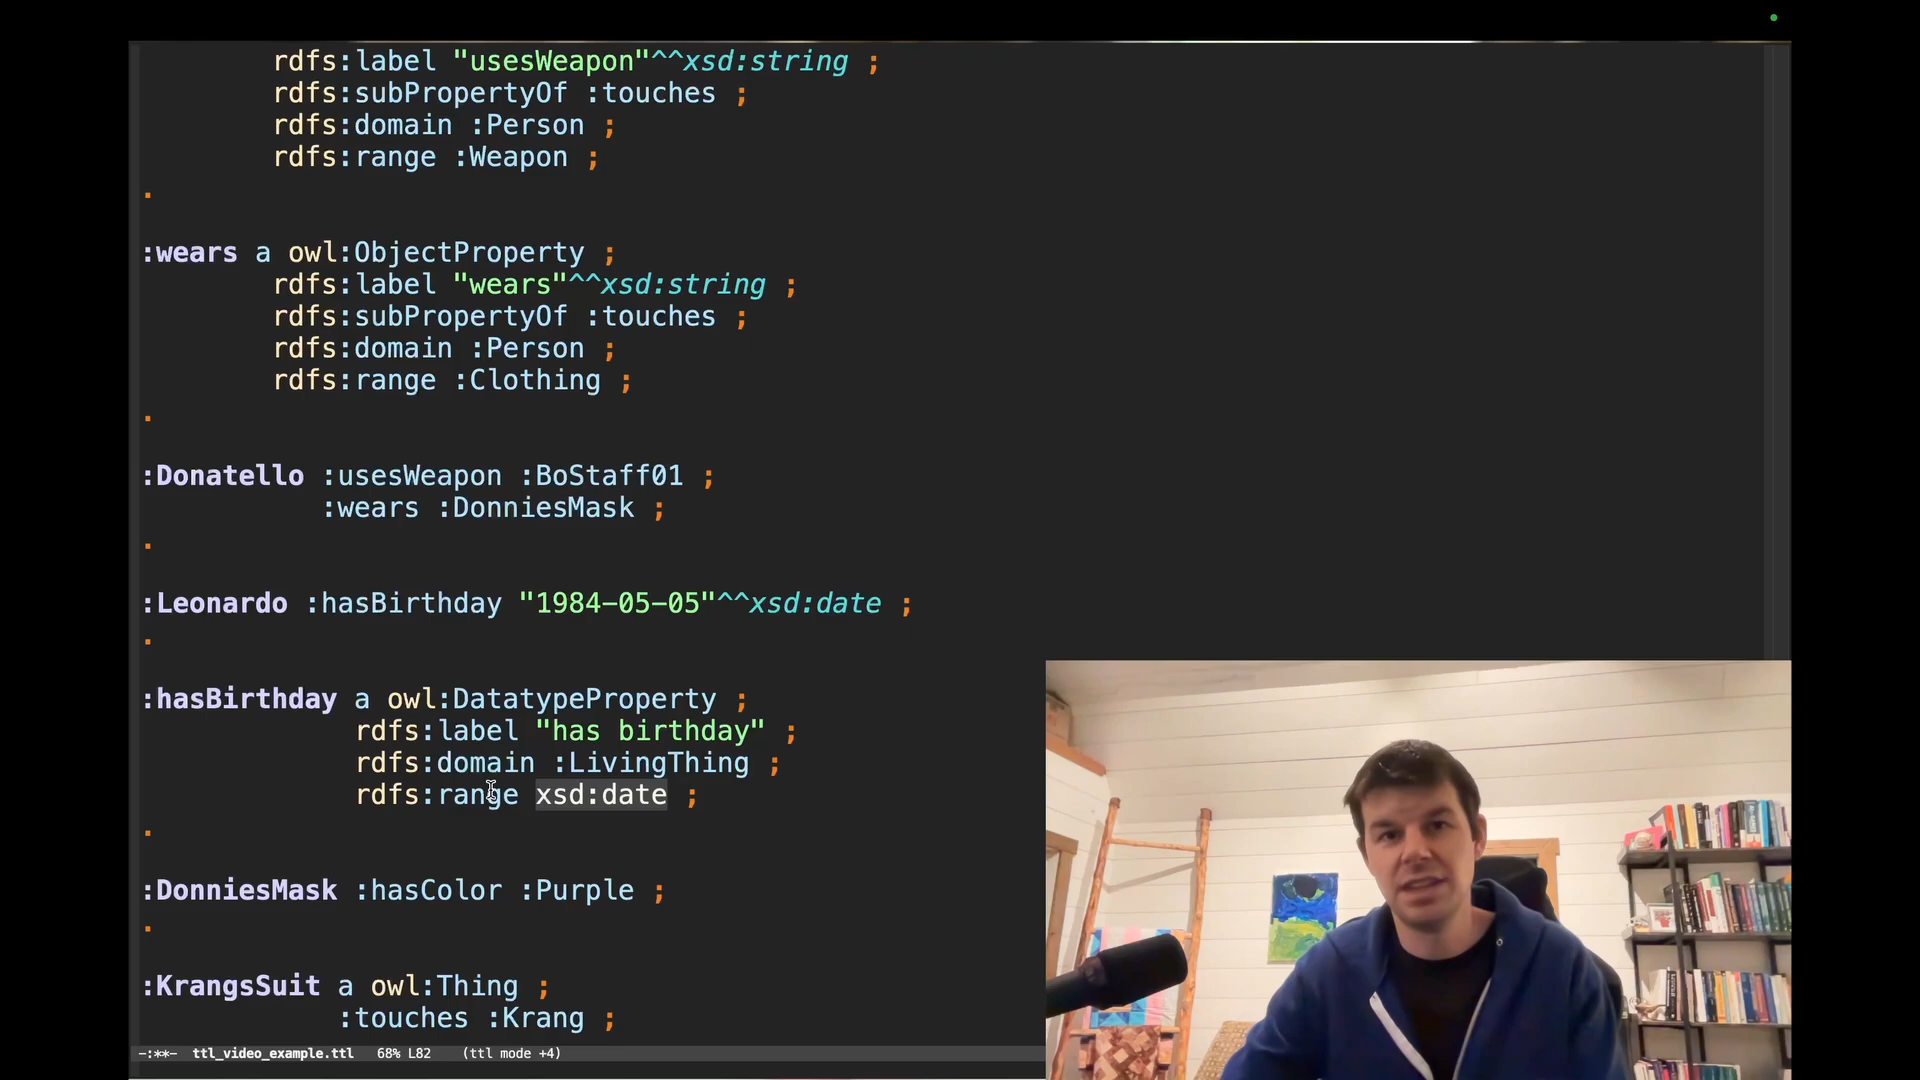 rdfs:label "usesWeapon"^^xsd:string ;
rdfs:subPropertyOf :touches ;
rdfs:domain :Person ;
rdfs:range :Weapon ;
.
:wears a owl:ObjectProperty ;
rdfs:label "wears"^^xsd:string ;
rdfs:subPropertyOf :touches ;
rdfs:domain :Person ;
rdfs:range :Clothing ;
.
:Donatello :usesWeapon :BoStaff01 ;
:wears :DonniesMask ;
.
:Leonardo :hasBirthday "1984-05-05"^^xsd:date ;
.
:hasBirthday a owl:DatatypeProperty ;
rdfs:label "has birthday" ;
rdfs:domain :LivingThing ;
rdfs:range xsd:date ;
.
:DonniesMask :hasColor :Purple ;
.
:KrangsSuit a owl:Thing ;
:touches :Krang ;
-:**- ttl_video_example.ttl 68% L82 (ttl mode +4)